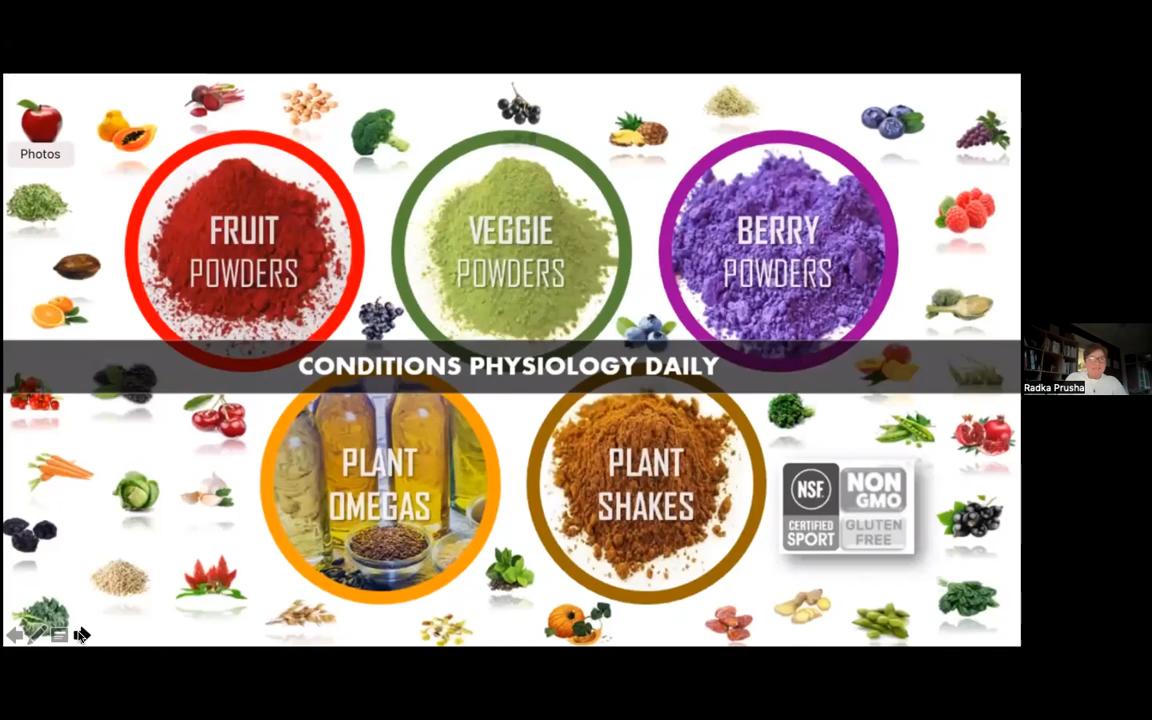 Photos
FRUIT
POWDERS
VEGGIE
POWDERS
BERRY
POWDERS
CONDITIONS PHYSIOLOGY DAILY
Radka Prusha
PLANT
OMEGAS
PLANT
SHAKES
NSF
CERTIFIED
SPORT
NON
GMO
GLUTEN
FREE